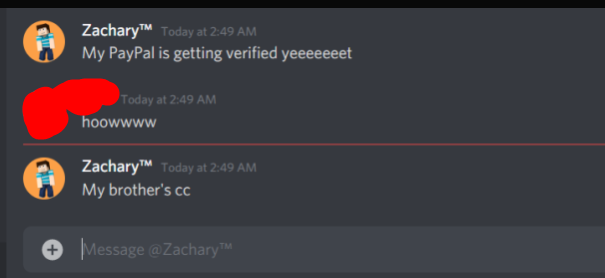 Zachary™ Today at 2:49 AM
My PayPal is getting verified yeeeeeeet
Today at 2:49 AM
hoowwww
Zachary™ Today at 2:49 AM
My brother's cc
Message @Zachary™